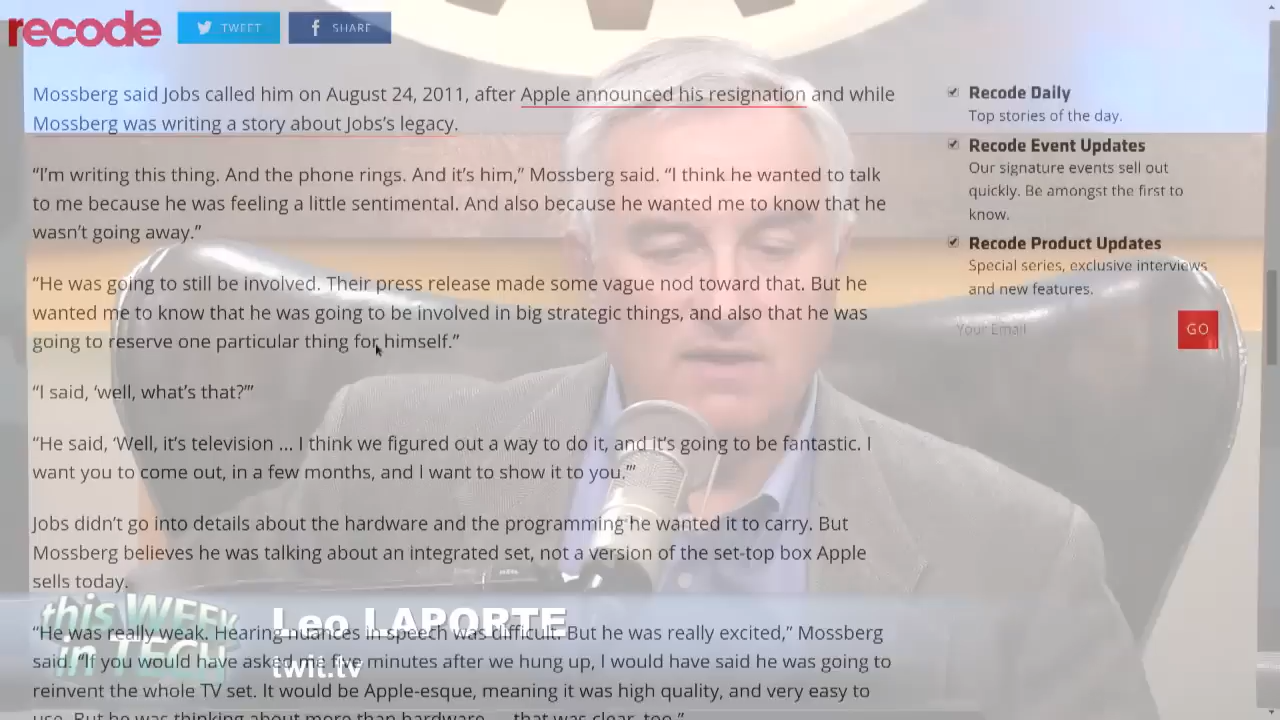 recode
TWEET
SHARE
Mossberg said Jobs called him on August 24, 2011, after Apple announced his resignation and while
Mossberg was writing a story about Jobs’s legacy.
“I’m writing this thing. And the phone rings. And it’s him,” Mossberg said. “I think he wanted to talk
to me because he was feeling a little sentimental. And also because he wanted me to know that he
wasn’t going away.”
“He was going to still be involved. Their press release made some vague nod toward that. But he
wanted me to know that he was going to be involved in big strategic things, and also that he was
going to reserve one particular thing for himself.”
“I said, ‘well, what’s that?’”
“He said, ‘Well, it’s television ... I think we figured out a way to do it, and it’s going to be fantastic. I
want you to come out, in a few months, and I want to show it to you.’”
Jobs didn’t go into details about the hardware and the programming he wanted it to carry. But
Mossberg believes he was talking about an integrated set, not a version of the set-top box Apple
sells today.
“He was really weak. Hearing nuances in speech was difficult. But he was really excited,” Mossberg
said. “If you would have asked me five minutes after we hung up, I would have said he was going to
reinvent the whole TV set. It would be Apple-esque, meaning it was high quality, and very easy to
use. But he was thinking about more than hardware ... that was clear, too.”
Recode Daily
Top stories of the day.
Recode Event Updates
Our signature events sell out
quickly. Be amongst the first to
know.
Recode Product Updates
Special series, exclusive interviews
and new features.
Your Email
GO
this WEEK
in TECH
Leo LAPORTE
twit.tv